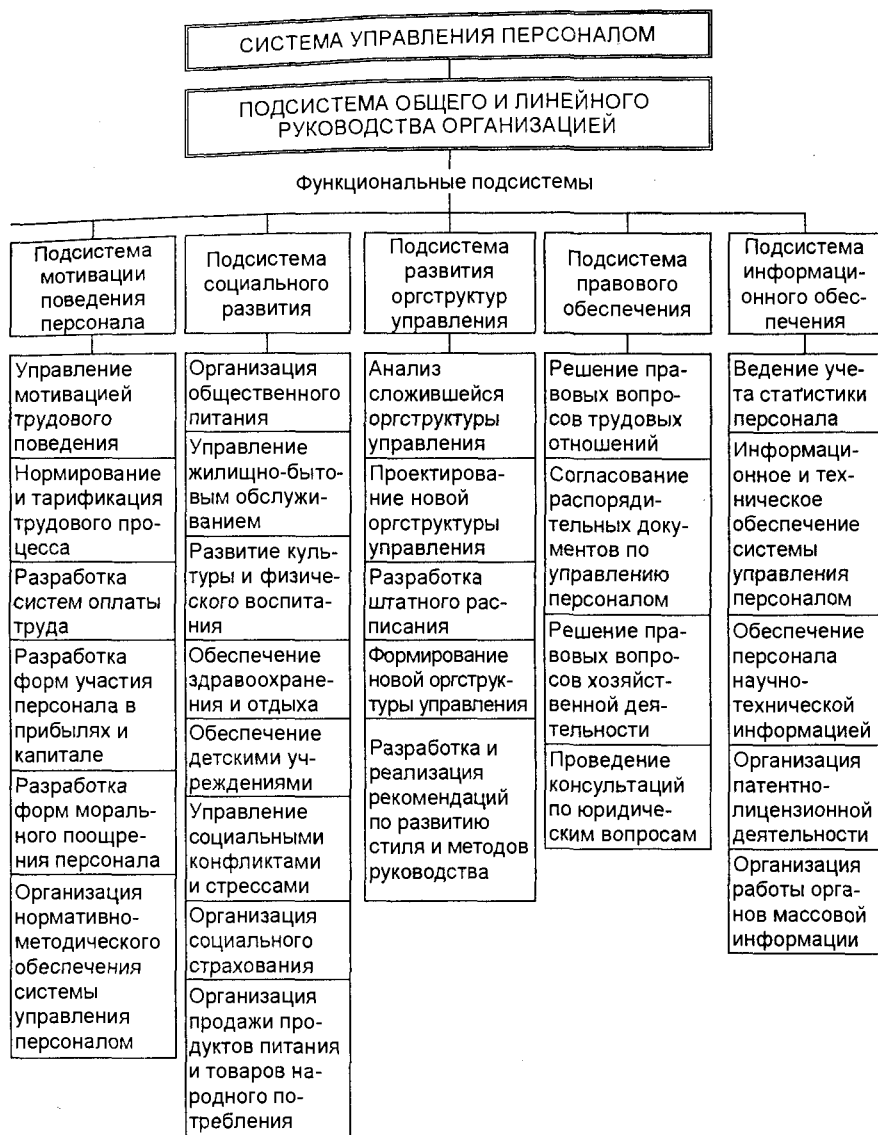 СИСТЕМА УПРАВЛЕНИЯ ПЕРСОНАЛОМ
ПОДСИСТЕМА ОБЩЕГО И ЛИНЕЙНОГО
РУКОВОДСТВА ОРГАНИЗАЦИЕЙ
Функциональные подсистемы
Подсистема
мотивации
поведения
персонала
Управление
мотивацией
трудового
поведения
Нормирование
и тарификация
трудового про-
цесса
Разработка
систем оплаты
труда
Разработка
форм участия
персонала в
прибылях и
капитале
Разработка
форм мораль-
ного поощре-
ния персонала
Организация
нормативно-
методического
обеспечения
системы
управления
персоналом
Подсистема
социального
развития
Организация
общественного
питания
Управление
жилищно-быто-
вым обслужи-
ванием
Развитие куль-
туры и физиче-
ского воспита-
ния
Обеспечение
здравоохране-
ния и отдыха
Обеспечение
детскими уч-
реждениями
Управление
социальными
конфликтами
и стрессами
Организация
социального
страхования
Организация
продажи про-
дуктов питания
и товаров на-
родного по-
требления
Подсистема
развития
оргструктур
управления
Анализ
сложившейся
оргструктуры
управления
Проектирова-
ние новой
оргструктуры
управления
Разработка
штатного рас-
писания
Формирование
новой оргструк-
туры управления
Разработка и
реализация
рекомендаций
по развитию
стиля и методов
руководства
Подсистема
правового
обеспечения
Решение пра-
вовых вопро-
сов трудовых
отношений
Согласование
распоряди-
тельных доку-
ментов по
управлению
персоналом
Решение пра-
вовых вопро-
сов хозяйст-
венной дея-
тельности
Проведение
консультаций
по юридиче-
ским вопросам
Подсистема
информаци-
онного обес-
печения
Ведение уче-
та статистики
персонала
Информаци-
онное и тех-
ническое
обеспечение
системы
управления
персоналом
Обеспечение
персонала
научно-
технической
информацией
Организация
патентно-
лицензионной
деятельности
Организация
работы орга-
нов массовой
информации